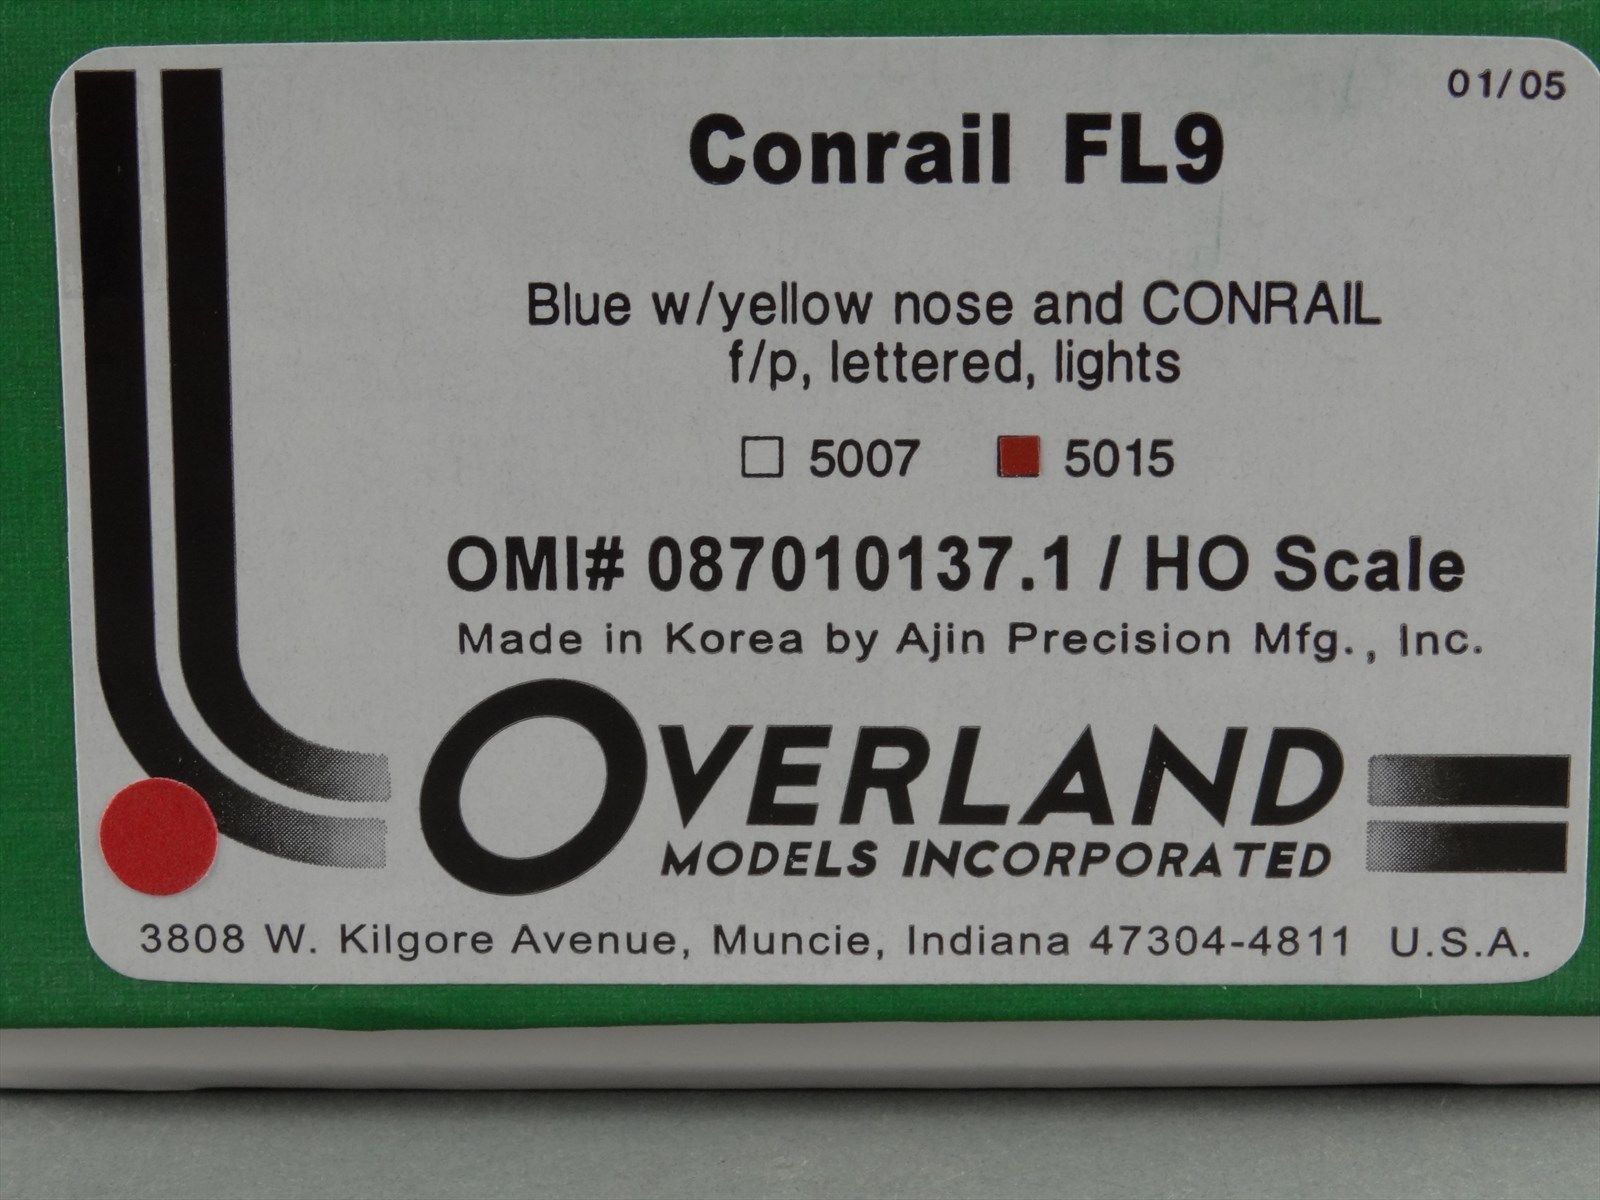 01/05
Conrail FL9
Blue w/yellow nose and CONRAIL
f/p, lettered, lights
5007 5015
OMI# 087010137.1 / HO Scale
Made in Korea by Ajin Precision Mfg., Inc.
OVERLAND
MODELS INCORPORATED
3808 W. Kilgore Avenue, Muncie, Indiana 47304-4811 U.S.A.